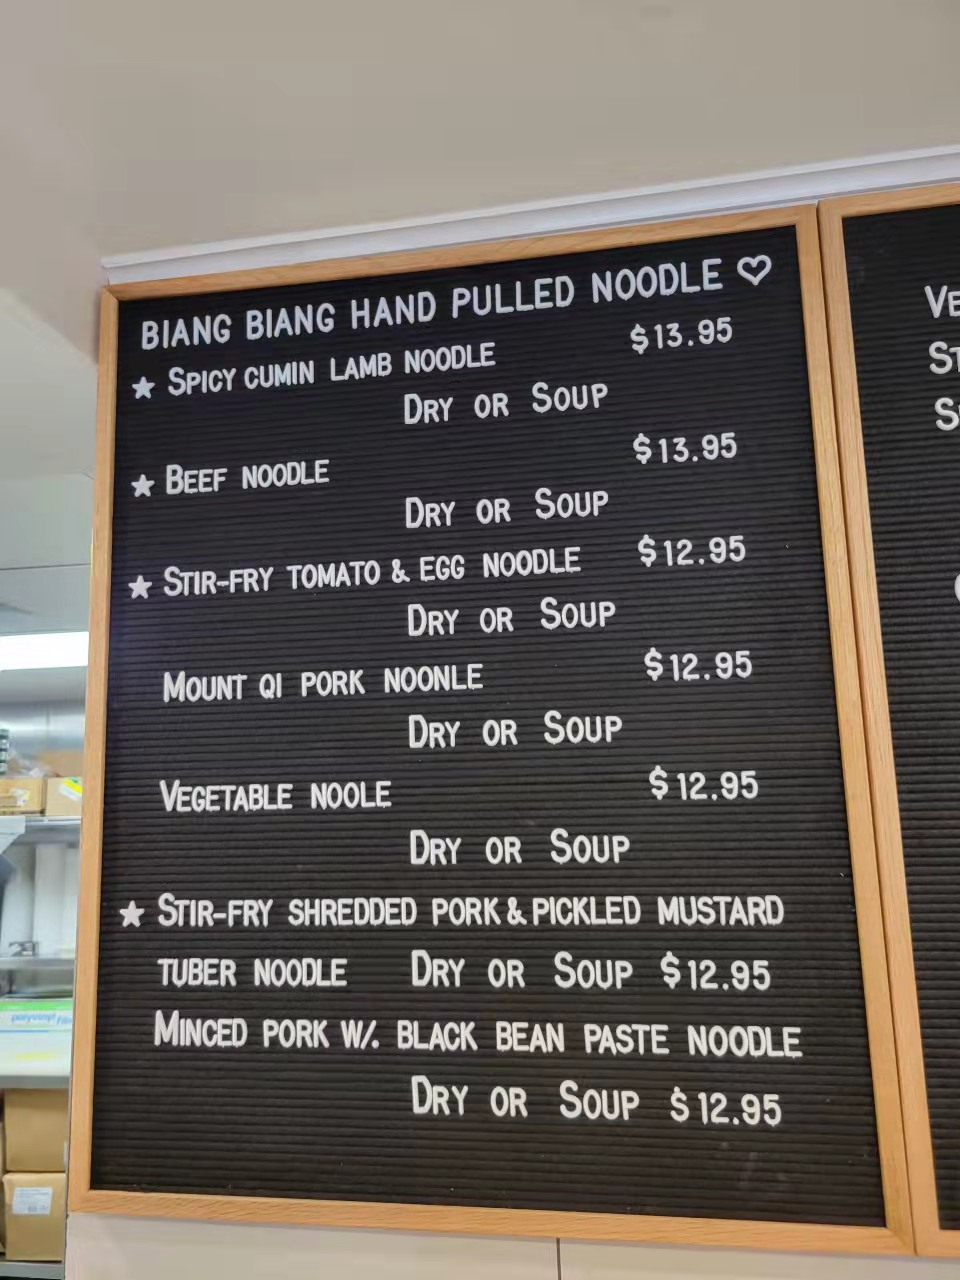 BIANG BIANG HAND PULLED NOODLE ♡
★ SPICY CUMIN LAMB NOODLE $13.95
DRY OR SOUP
★ BEEF NOODLE $13.95
DRY OR SOUP
★ STIR-FRY TOMATO & EGG NOODLE $12.95
DRY OR SOUP
MOUNT QI PORK NOONLE $12.95
DRY OR SOUP
VEGETABLE NOOLE $12.95
DRY OR SOUP
★ STIR-FRY SHREDDED PORK & PICKLED MUSTARD
TUBER NOODLE DRY OR SOUP $12.95
MINCED PORK W/. BLACK BEAN PASTE NOODLE
DRY OR SOUP $12.95